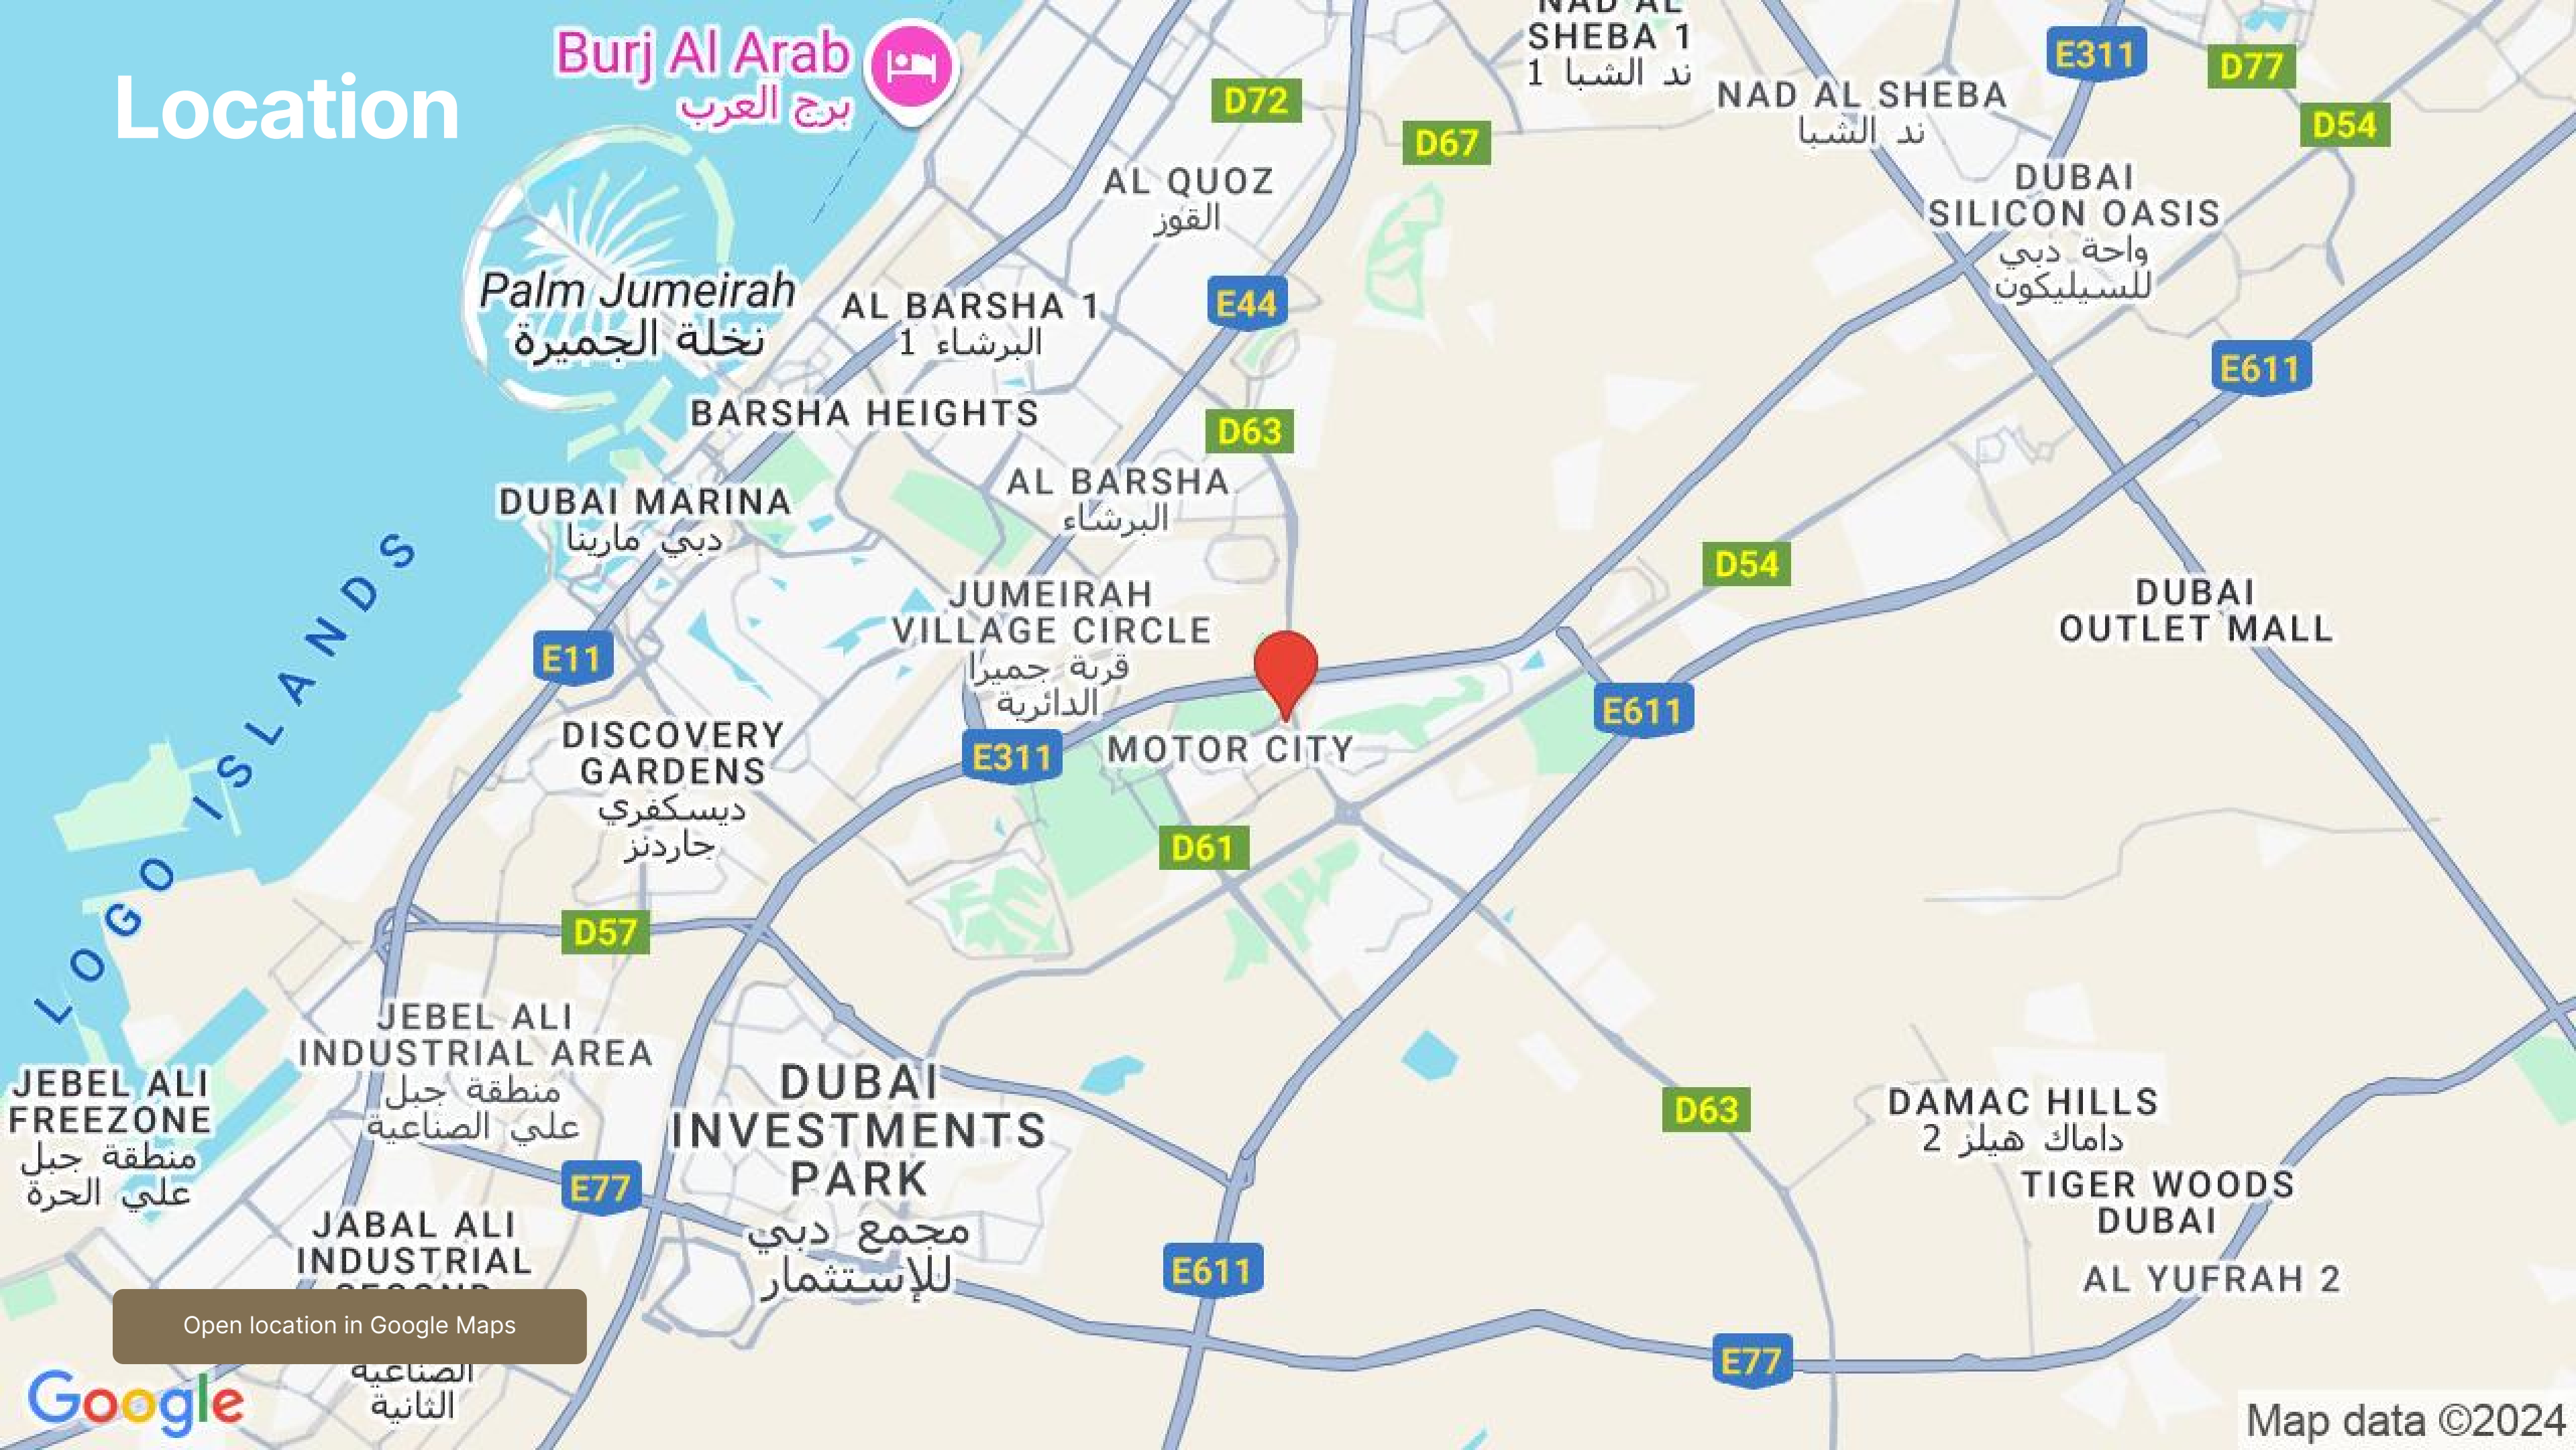 Location
Burj Al Arab
برج العرب
NAD AL
SHEBA 1
ند الشبا 1
E311
D77
D72
NAD AL SHEBA
ند الشبا
D54
D67
AL QUOZ
القوز
DUBAI
SILICON OASIS
واحة دبي
للسيليكون
Palm Jumeirah
نخلة الجميرة
AL BARSHA 1
البرشاء 1
E44
E611
BARSHA HEIGHTS
D63
DUBAI MARINA
دبي مارينا
AL BARSHA
البرشاء
D54
JUMEIRAH
VILLAGE CIRCLE
قرية جميرا
الدائرية
DUBAI
OUTLET MALL
E11
E611
LOGO ISLANDS
DISCOVERY
GARDENS
ديسكفري
جاردنز
E311
MOTOR CITY
D61
D57
JEBEL ALI
INDUSTRIAL AREA
منطقة جبل
علي الصناعية
JEBEL ALI
FREEZONE
منطقة جبل
علي الحرة
DUBAI
INVESTMENTS
PARK
مجمع دبي
للإستثمار
D63
DAMAC HILLS
داماك هيلز 2
E77
TIGER WOODS
DUBAI
JABAL ALI
INDUSTRIAL
E611
AL YUFRAH 2
Open location in Google Maps
E77
الصناعية
الثانية
Google
Map data ©2024